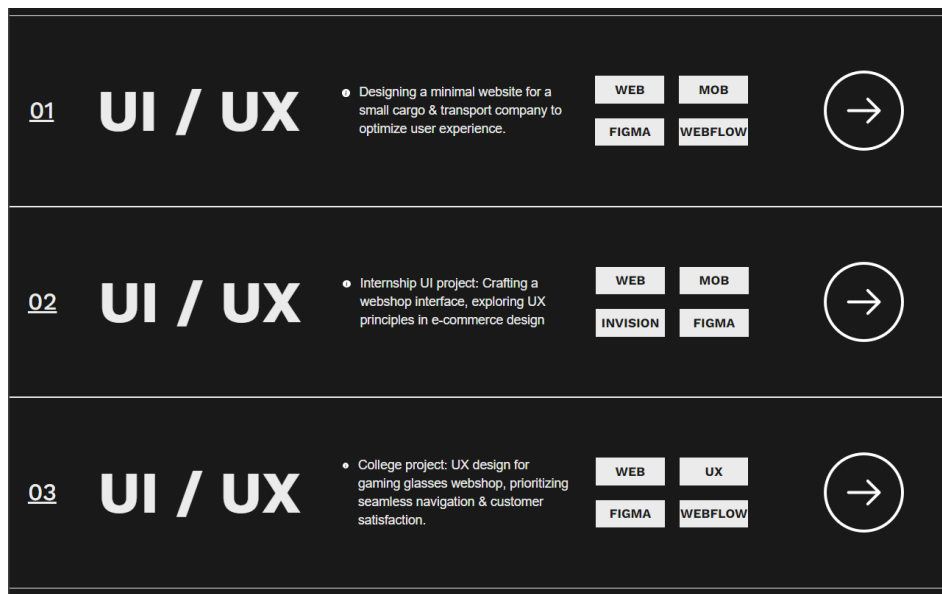 01
UI / UX
Designing a minimal website for a
small cargo & transport company to
optimize user experience.
WEB
MOB
FIGMA
WEBFLOW
02
UI / UX
Internship UI project: Crafting a
webshop interface, exploring UX
principles in e-commerce design
WEB
MOB
INVISION
FIGMA
03
UI / UX
College project: UX design for
gaming glasses webshop, prioritizing
seamless navigation & customer
satisfaction.
WEB
UX
FIGMA
WEBFLOW